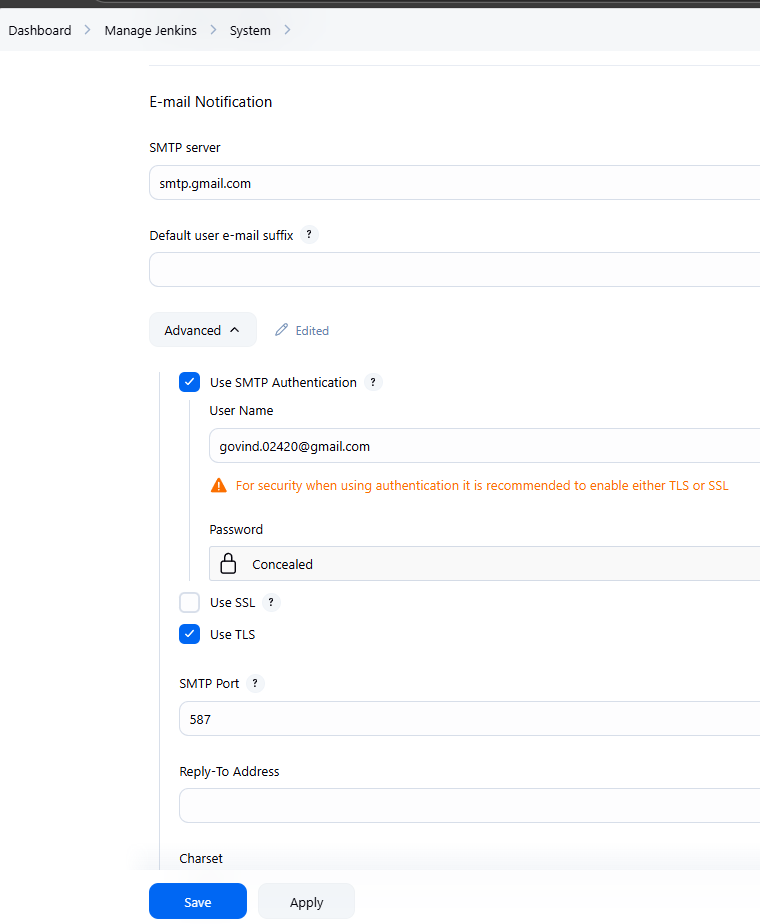 Dashboard > Manage Jenkins > System >
E-mail Notification
SMTP server
smtp.gmail.com
Default user e-mail suffix ?
Advanced Edited
Use SMTP Authentication ?
User Name
govind.02420@gmail.com
For security when using authentication it is recommended to enable either TLS or SSL
Password
Concealed
Use SSL ?
Use TLS
SMTP Port ?
587
Reply-To Address
Charset
Save Apply